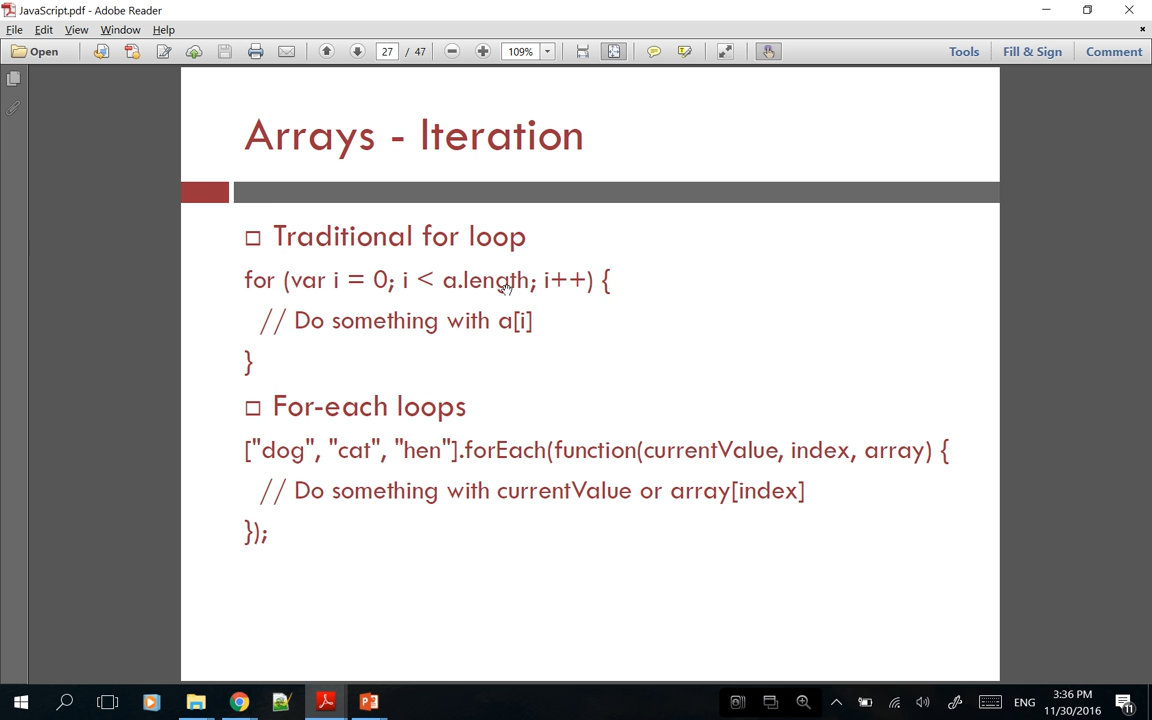 JavaScript.pdf - Adobe Reader
File Edit View Window Help
Open 27 / 47 109% Tools Fill & Sign Comment
Arrays - Iteration
Traditional for loop
for (var i = 0; i < a.length; i++) {
// Do something with a[i]
}
For-each loops
["dog", "cat", "hen"].forEach(function(currentValue, index, array) {
// Do something with currentValue or array[index]
});
ENG
3:36 PM
11/30/2016
11